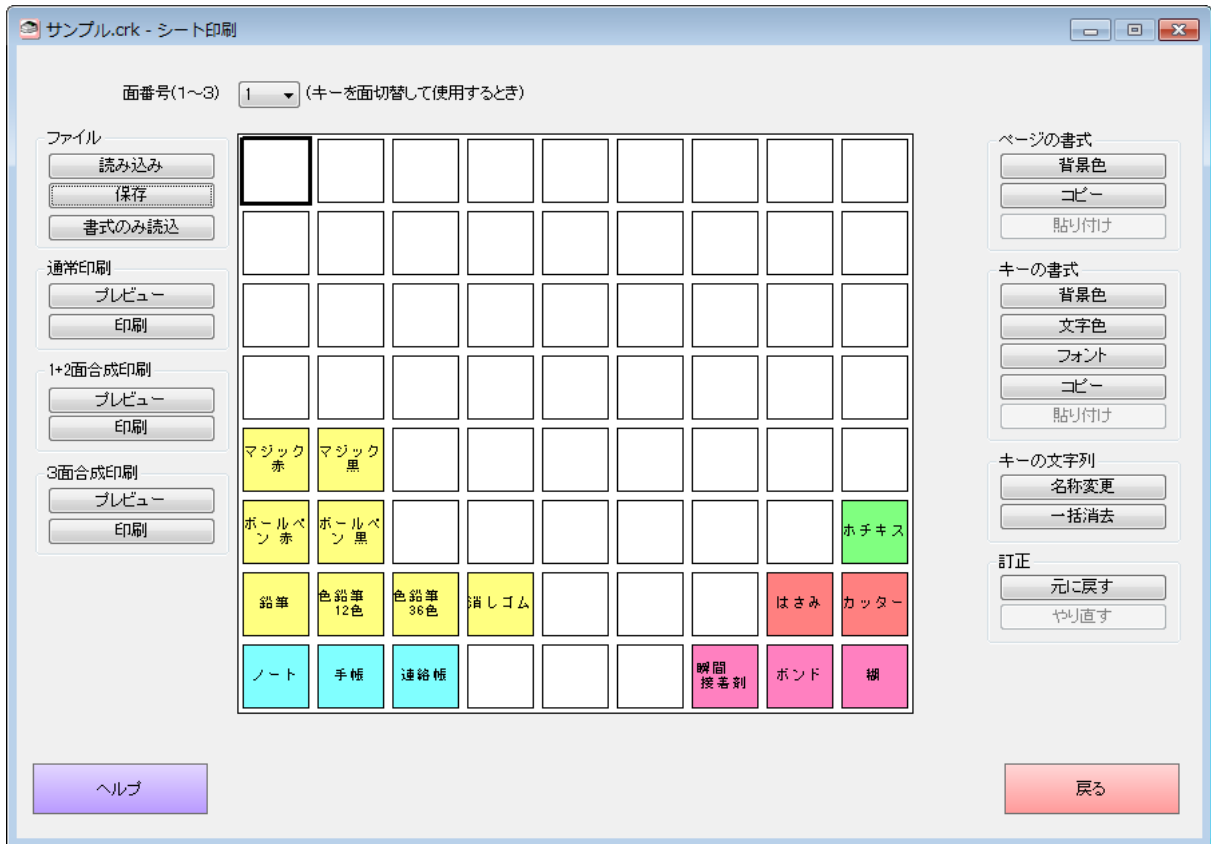 サンプル.crk - シート印刷
面番号(1～3) 1 (キーを面切替して使用するとき)
ファイル
読み込み
保存
書式のみ読込
通常印刷
プレビュー
印刷
1+2面合成印刷
プレビュー
印刷
3面合成印刷
プレビュー
印刷
マジック
赤
マジック
黒
ボールペ
ン 赤
ボールペ
ン 黒
ホチキス
鉛筆
色鉛筆
12色
色鉛筆
36色
消しゴム
はさみ
カッター
ノート
手帳
連絡帳
瞬間
接着剤
ボンド
糊
ページの書式
背景色
コピー
貼り付け
キーの書式
背景色
文字色
フォント
コピー
貼り付け
キーの文字列
名称変更
一括消去
訂正
元に戻す
やり直す
ヘルプ
戻る